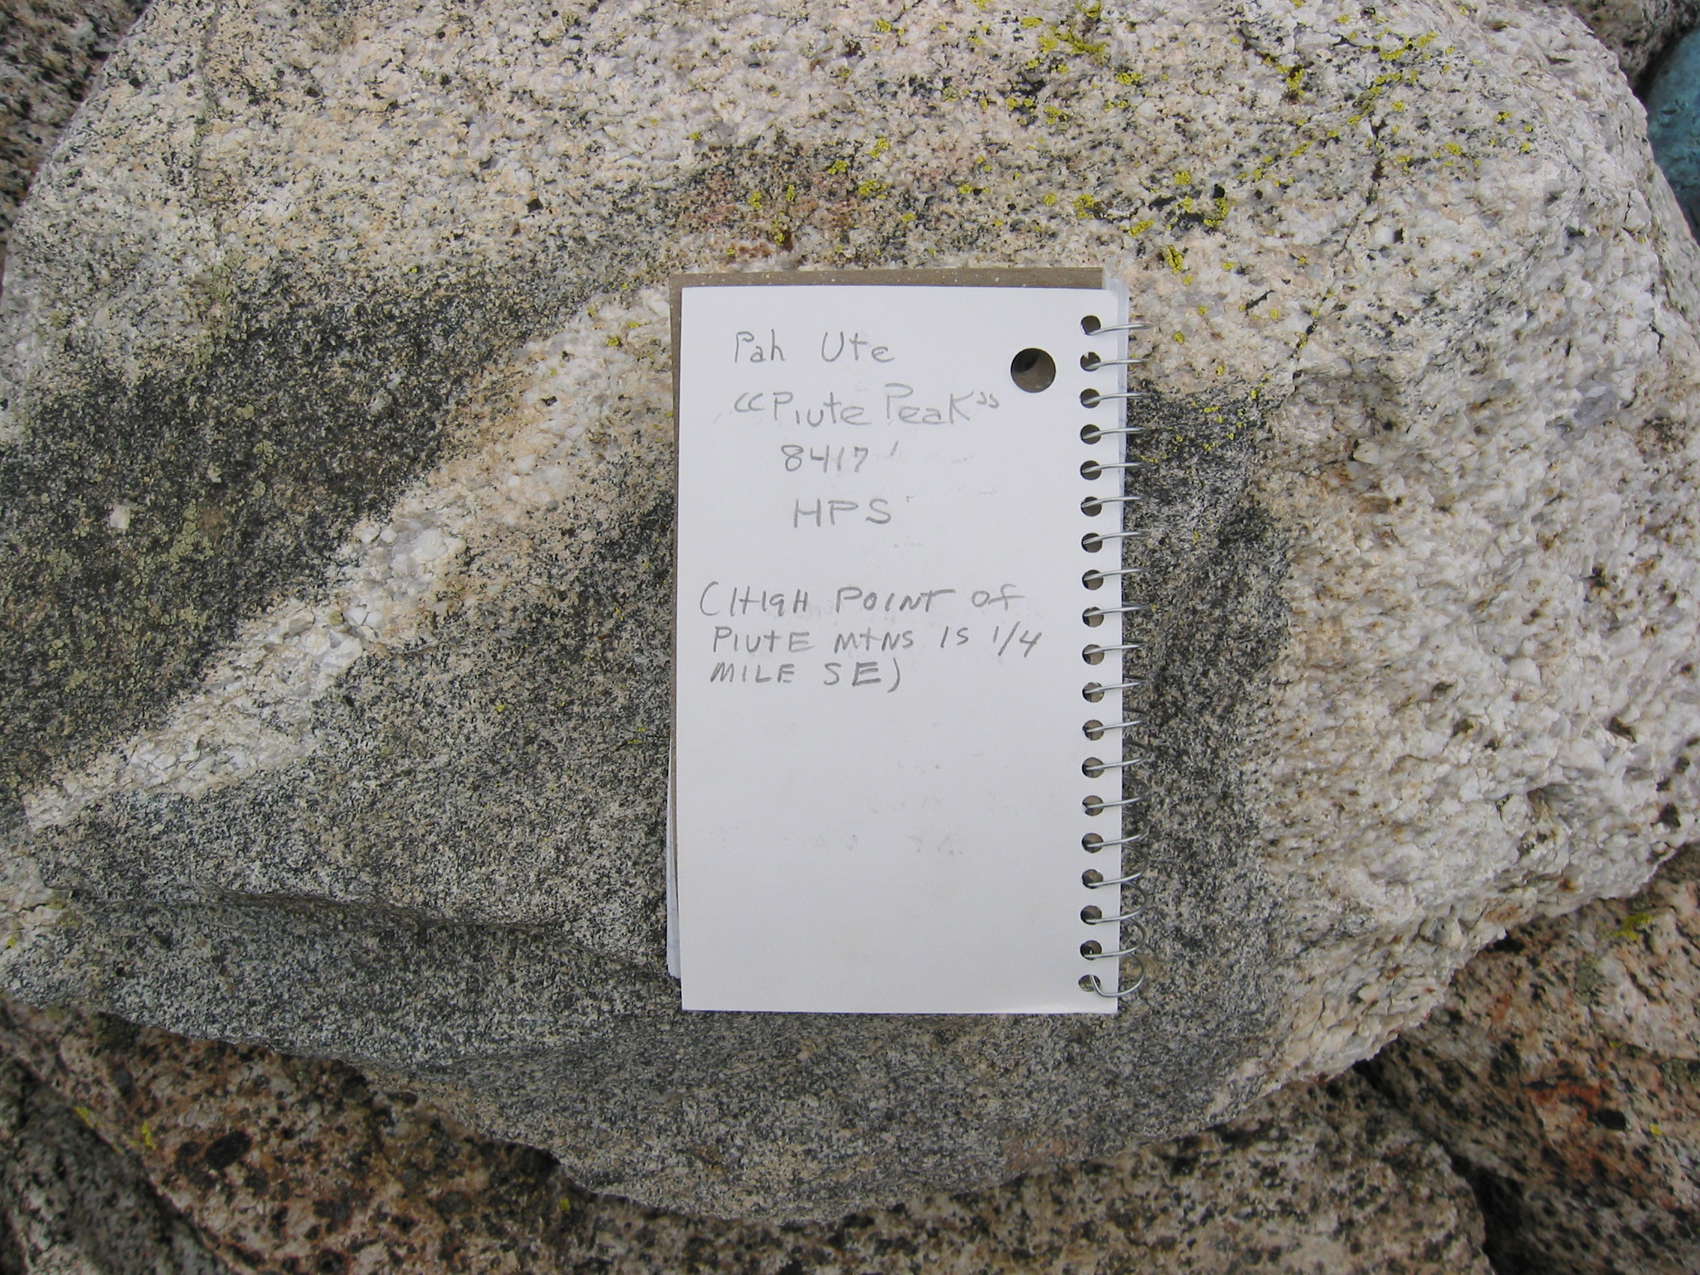 Pah Ute
"Piute Peak"
8417'
HPS
(HIGH POINT OF
PIUTE MTNS IS 1/4
MILE SE)